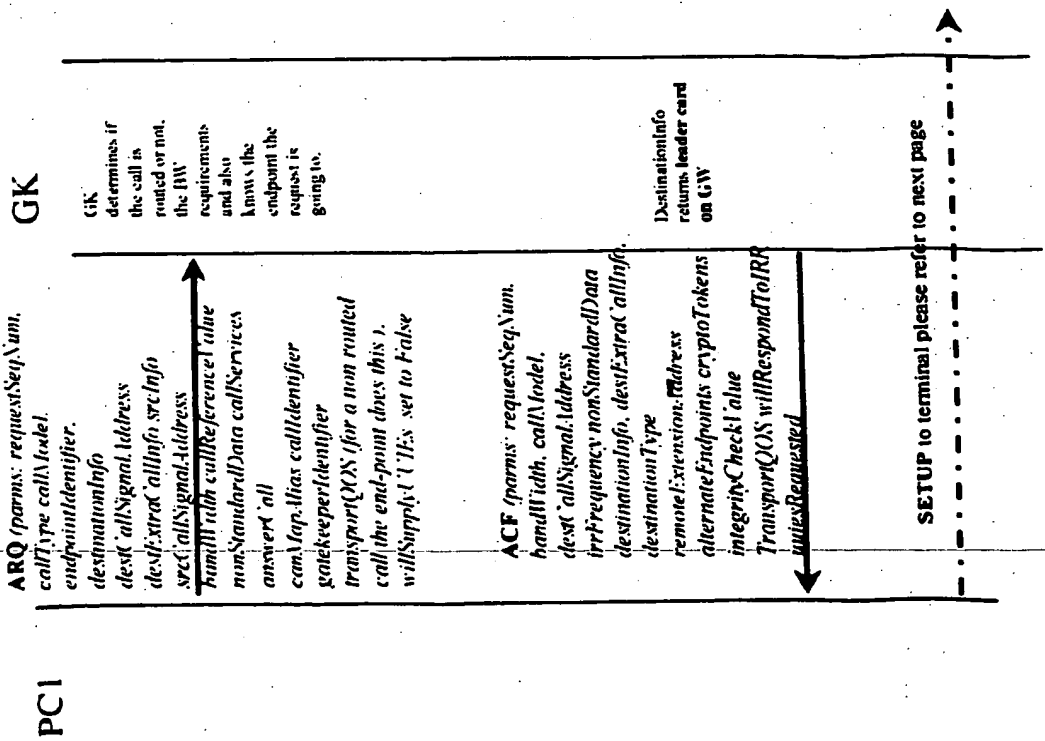 PC1
ARQ (parms: requestSeqNum,
callType callModel,
endpointIdentifier,
destinationInfo
destCallSignalAddress
destExtraCallInfo srcInfo
srcCallSignalAddress
bandWidth callReferenceValue
nonStandardData callServices
answerCall
canMapAlias callIdentifier
gatekeeperIdentifier
transportQOS (for a non routed
call the end-point does this ).
willSupplyUUIEs set to False
ACF (parms: requestSeqNum,
bandWidth, callModel,
destCallSignalAddress
irrFrequency nonStandardData
destinationInfo, destExtraCallInfo,
destinationType
remoteExtensionAddress
alternateEndpoints cryptoTokens
integrityCheckValue
TransportQOS willRespondToIRR
uuiesRequested
GK
GK
determines if
the call is
routed or not,
the BW
requirements
and also
knows the
endpoint the
request is
going to.
DestinationInfo
returns leader card
on GW
SETUP to terminal please refer to next page